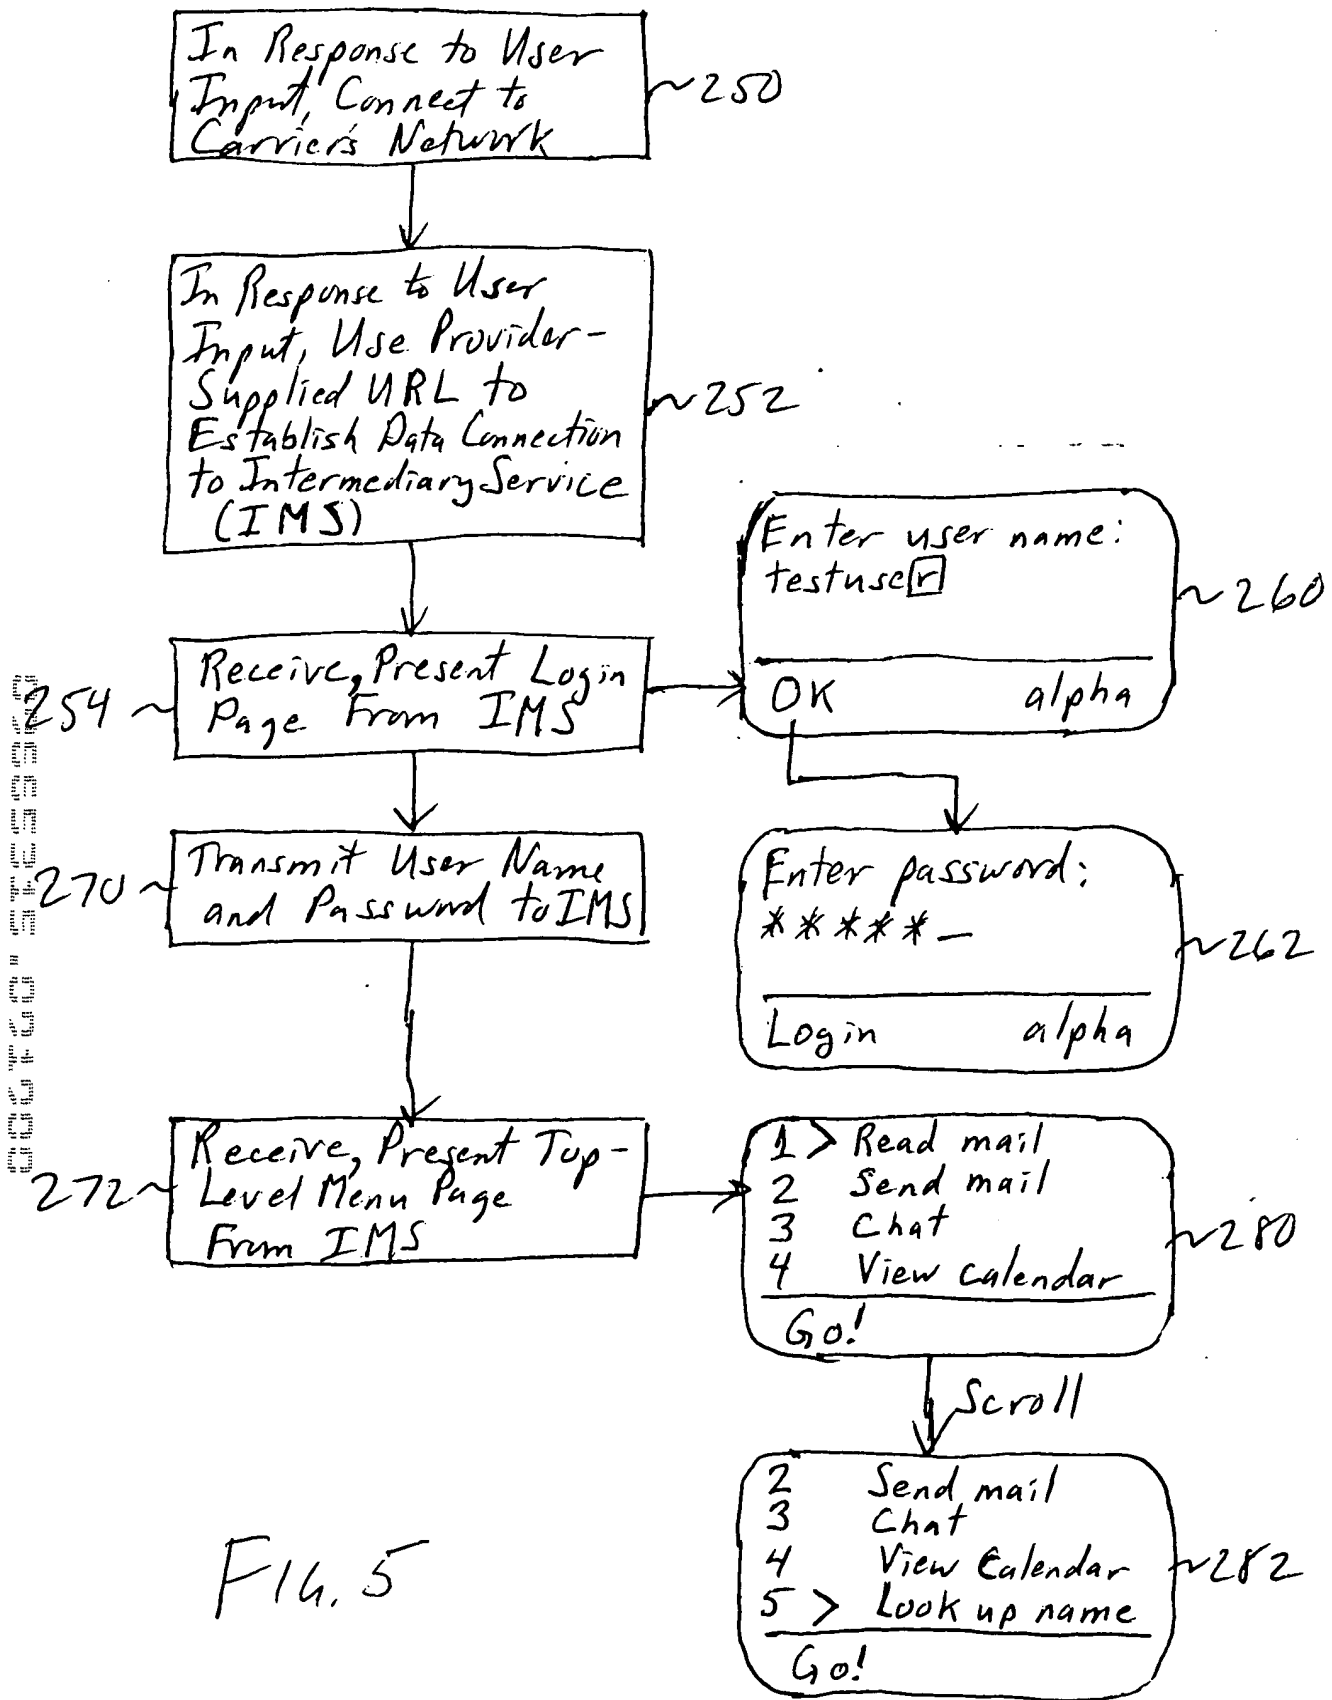 In Response to User
Input, Connect to
Carrier's Network
~250
In Response to User
Input, Use Provider-
Supplied URL to
Establish Data Connection
to Intermediary Service
(IMS)
~252
Enter user name:
testuser
OK alpha
~260
254~
Receive, Present Login
Page From IMS
Enter password:
*****_
Login alpha
~262
270~
Transmit User Name
and Password to IMS
272~
Receive, Present Top-
Level Menu Page
From IMS
1 > Read mail
2 Send mail
3 Chat
4 View calendar
Go!
~280
Scroll
2 Send mail
3 Chat
4 View Calendar
5 > Look up name
Go!
~282
FIG. 5